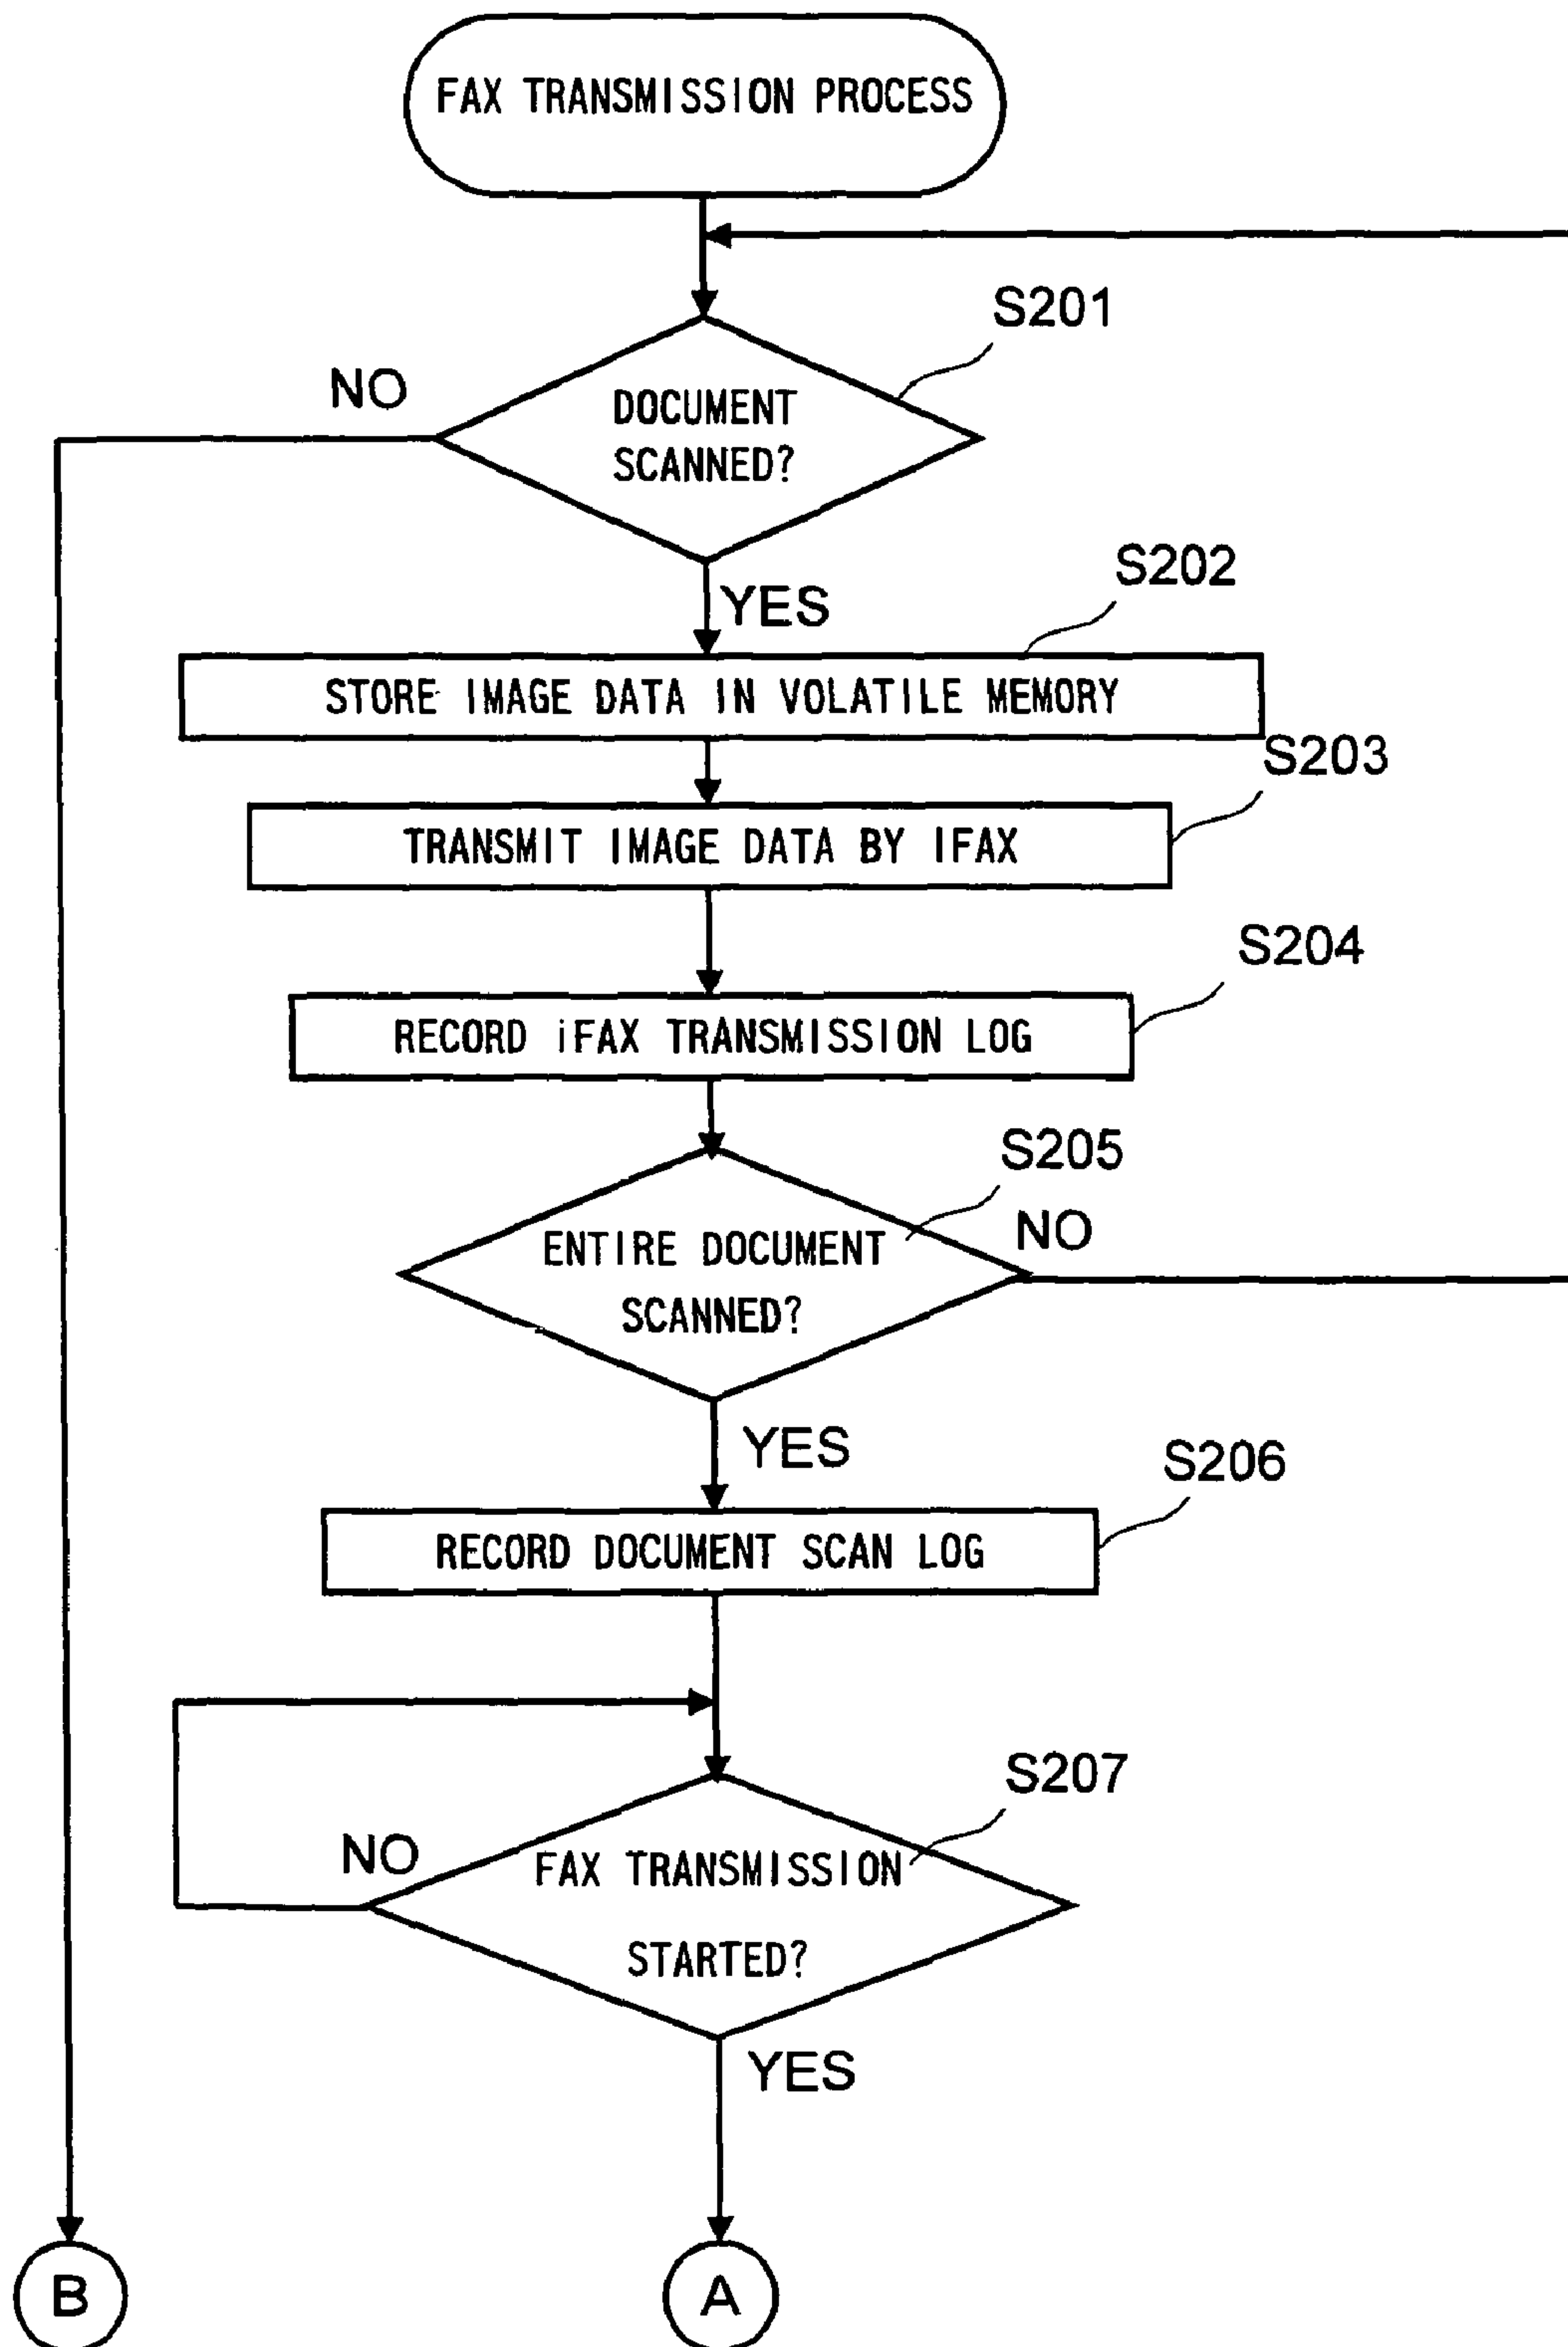 FAX TRANSMISSION PROCESS
S201
NO
DOCUMENT
SCANNED?
S202
YES
STORE IMAGE DATA IN VOLATILE MEMORY
S203
TRANSMIT IMAGE DATA BY IFAX
S204
RECORD iFAX TRANSMISSION LOG
S205
NO
ENTIRE DOCUMENT
SCANNED?
YES
S206
RECORD DOCUMENT SCAN LOG
S207
NO
FAX TRANSMISSION
STARTED?
YES
B
A